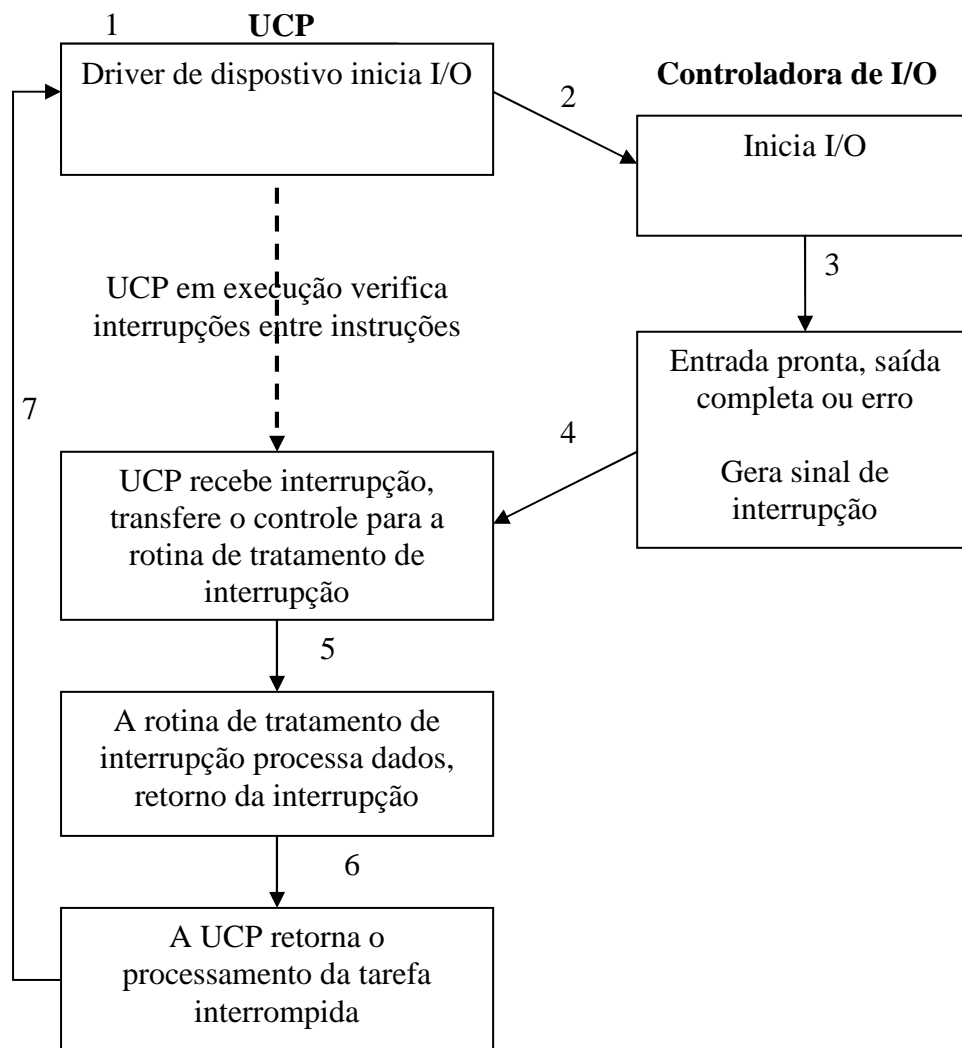 1
UCP
Driver de dispostivo inicia I/O
Controladora de I/O
2
Inicia I/O
3
UCP em execução verifica
interrupções entre instruções
Entrada pronta, saída
completa ou erro
Gera sinal de
interrupção
7
4
UCP recebe interrupção,
transfere o controle para a
rotina de tratamento de
interrupção
5
A rotina de tratamento de
interrupção processa dados,
retorno da interrupção
6
A UCP retorna o
processamento da tarefa
interrompida